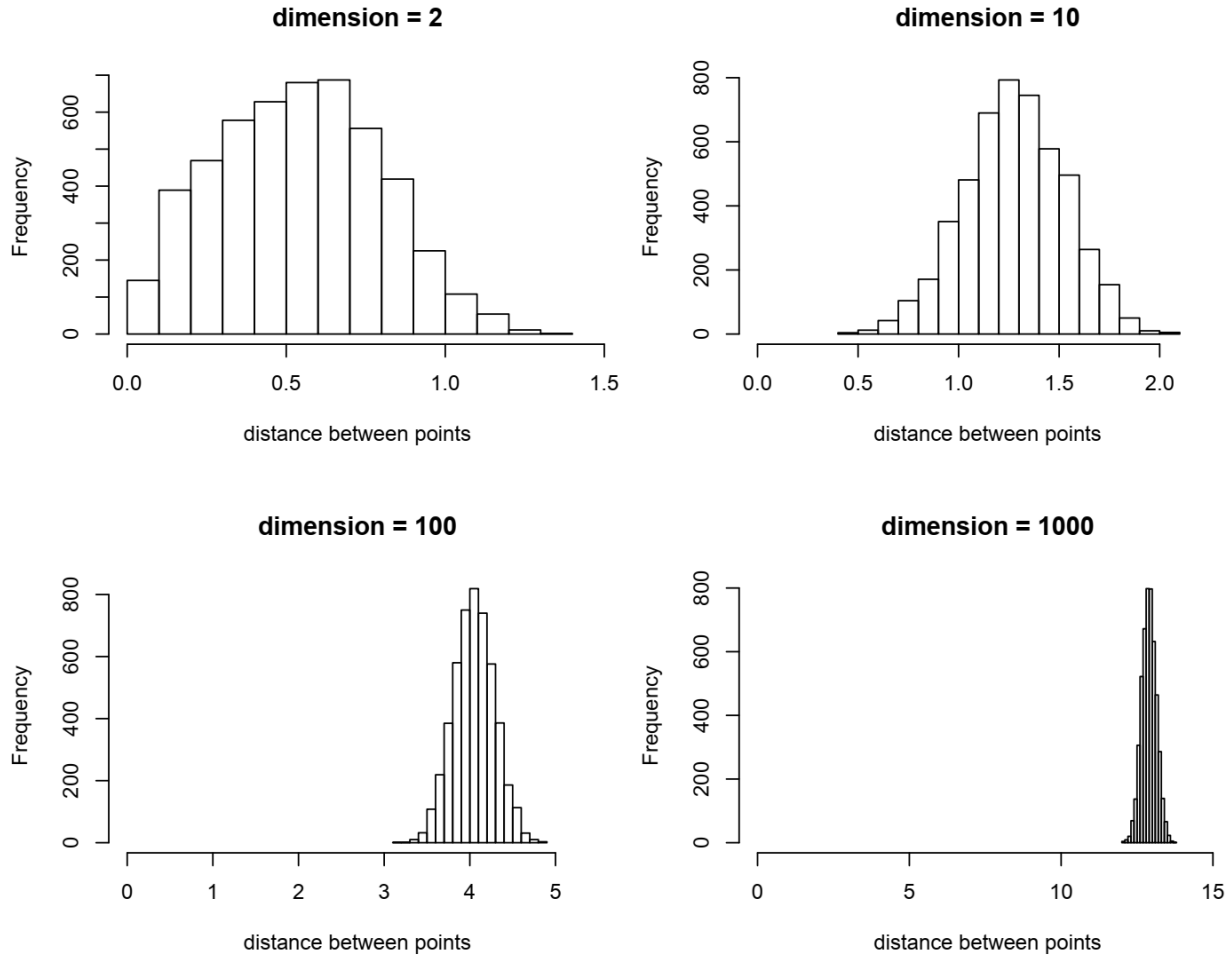 dimension = 2
Frequency
0 200 400 600
0.0 0.5 1.0 1.5
distance between points
dimension = 10
Frequency
0 200 400 600 800
0.0 0.5 1.0 1.5 2.0
distance between points
dimension = 100
Frequency
0 200 400 600 800
0 1 2 3 4 5
distance between points
dimension = 1000
Frequency
0 200 400 600 800
0 5 10 15
distance between points